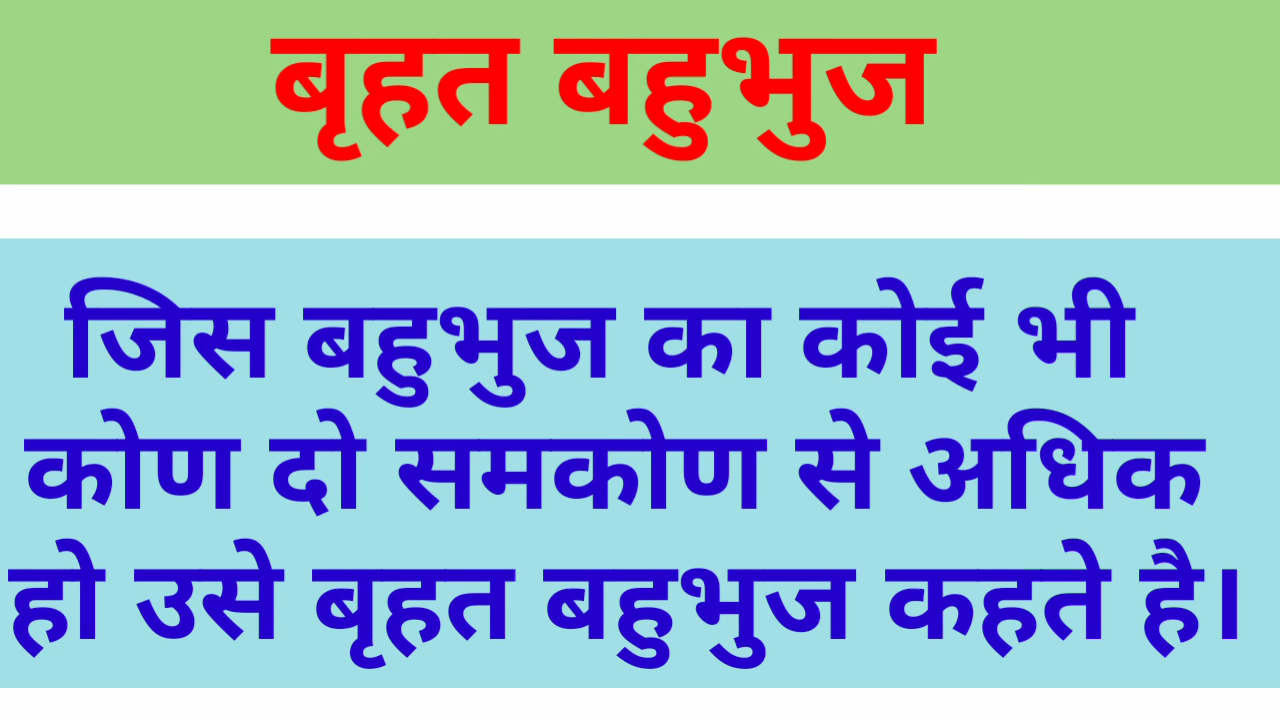 बृहत बहुभुज
जिस बहुभुज का कोई भी
कोण दो समकोण से अधिक
हो उसे बृहत बहुभुज कहते है।